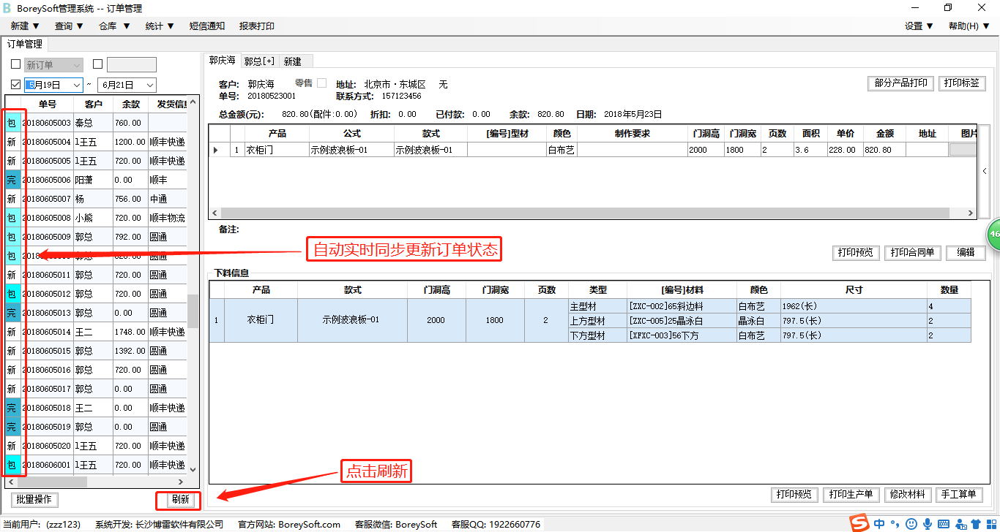 B BoreySoft管理系统 -- 订单管理
新建 ▼ 查询 ▼ 仓库 ▼ 统计 ▼ 短信通知 报表打印 设置 ▼ 帮助(H) ▼
订单管理
新订单
5月19日 ~ 6月21日
单号 客户 余款 发货信息
包 20180605003 秦总 760.00
新 20180605004 l王五 1200.00 顺丰快递
新 20180605005 l王五 720.00 顺丰快递
完 20180605006 阳潇 0.00 顺丰
新 20180605007 杨 756.00 中通
包 20180605008 小熊 720.00 顺丰物流
包 20180605009 郭总 792.00 圆通
包 郭总 圆通
新 20180605011 郭总 720.00 圆通
包 20180605012 郭总 720.00 圆通
完 20180605013 郭总 0.00 圆通
新 20180605014 王二 1748.00 顺丰快递
新 20180605015 郭总 1392.00 圆通
新 20180605016 郭总 720.00 圆通
新 20180605017 郭总 0.00 圆通
完 20180605018 王二 0.00 顺丰快递
完 20180605019 郭总 0.00 圆通
新 20180605020 l王五 720.00 顺丰快递
包 20180606001 l王五 720.00 顺丰快递
批量操作 刷新
郭庆海 郭总[+] 新建
客户: 郭庆海 零售 地址: 北京市·东城区 无
单号: 20180523001 联系方式: 157123456
部分产品打印 打印标签
总金额(元): 820.80(配件:0.00) 折扣: 0.00 已付款: 0.00 余款: 820.80 日期: 2018年5月23日
产品 公式 款式 [编号]型材 颜色 制作要求 门洞高 门洞宽 页数 面积 单价 金额 地址 图片
1 衣柜门 示例波浪板-01 示例波浪板-01 白布艺 2000 1800 2 3.6 228.00 820.80
备注:
46
自动实时同步更新订单状态
打印预览 打印合同单 编辑
下料信息
产品 款式 门洞高 门洞宽 页数 类型 [编号]材料 颜色 尺寸 数量
1 衣柜门 示例波浪板-01 2000 1800 2 主型材 [ZXC-002]65斜边料 白布艺 1962(长) 4
上方型材 [ZXC-005]25晶泳白 晶泳白 797.5(长) 2
下方型材 [XFXC-003]56下方 白布艺 797.5(长) 2
点击刷新
打印预览 打印生产单 修改材料 手工算单
当前用户: (zzz123) 系统开发: 长沙博雷软件有限公司 官方网站: BoreySoft.com 客服微信: BoreySoft 客服QQ: 1922660776
S 中